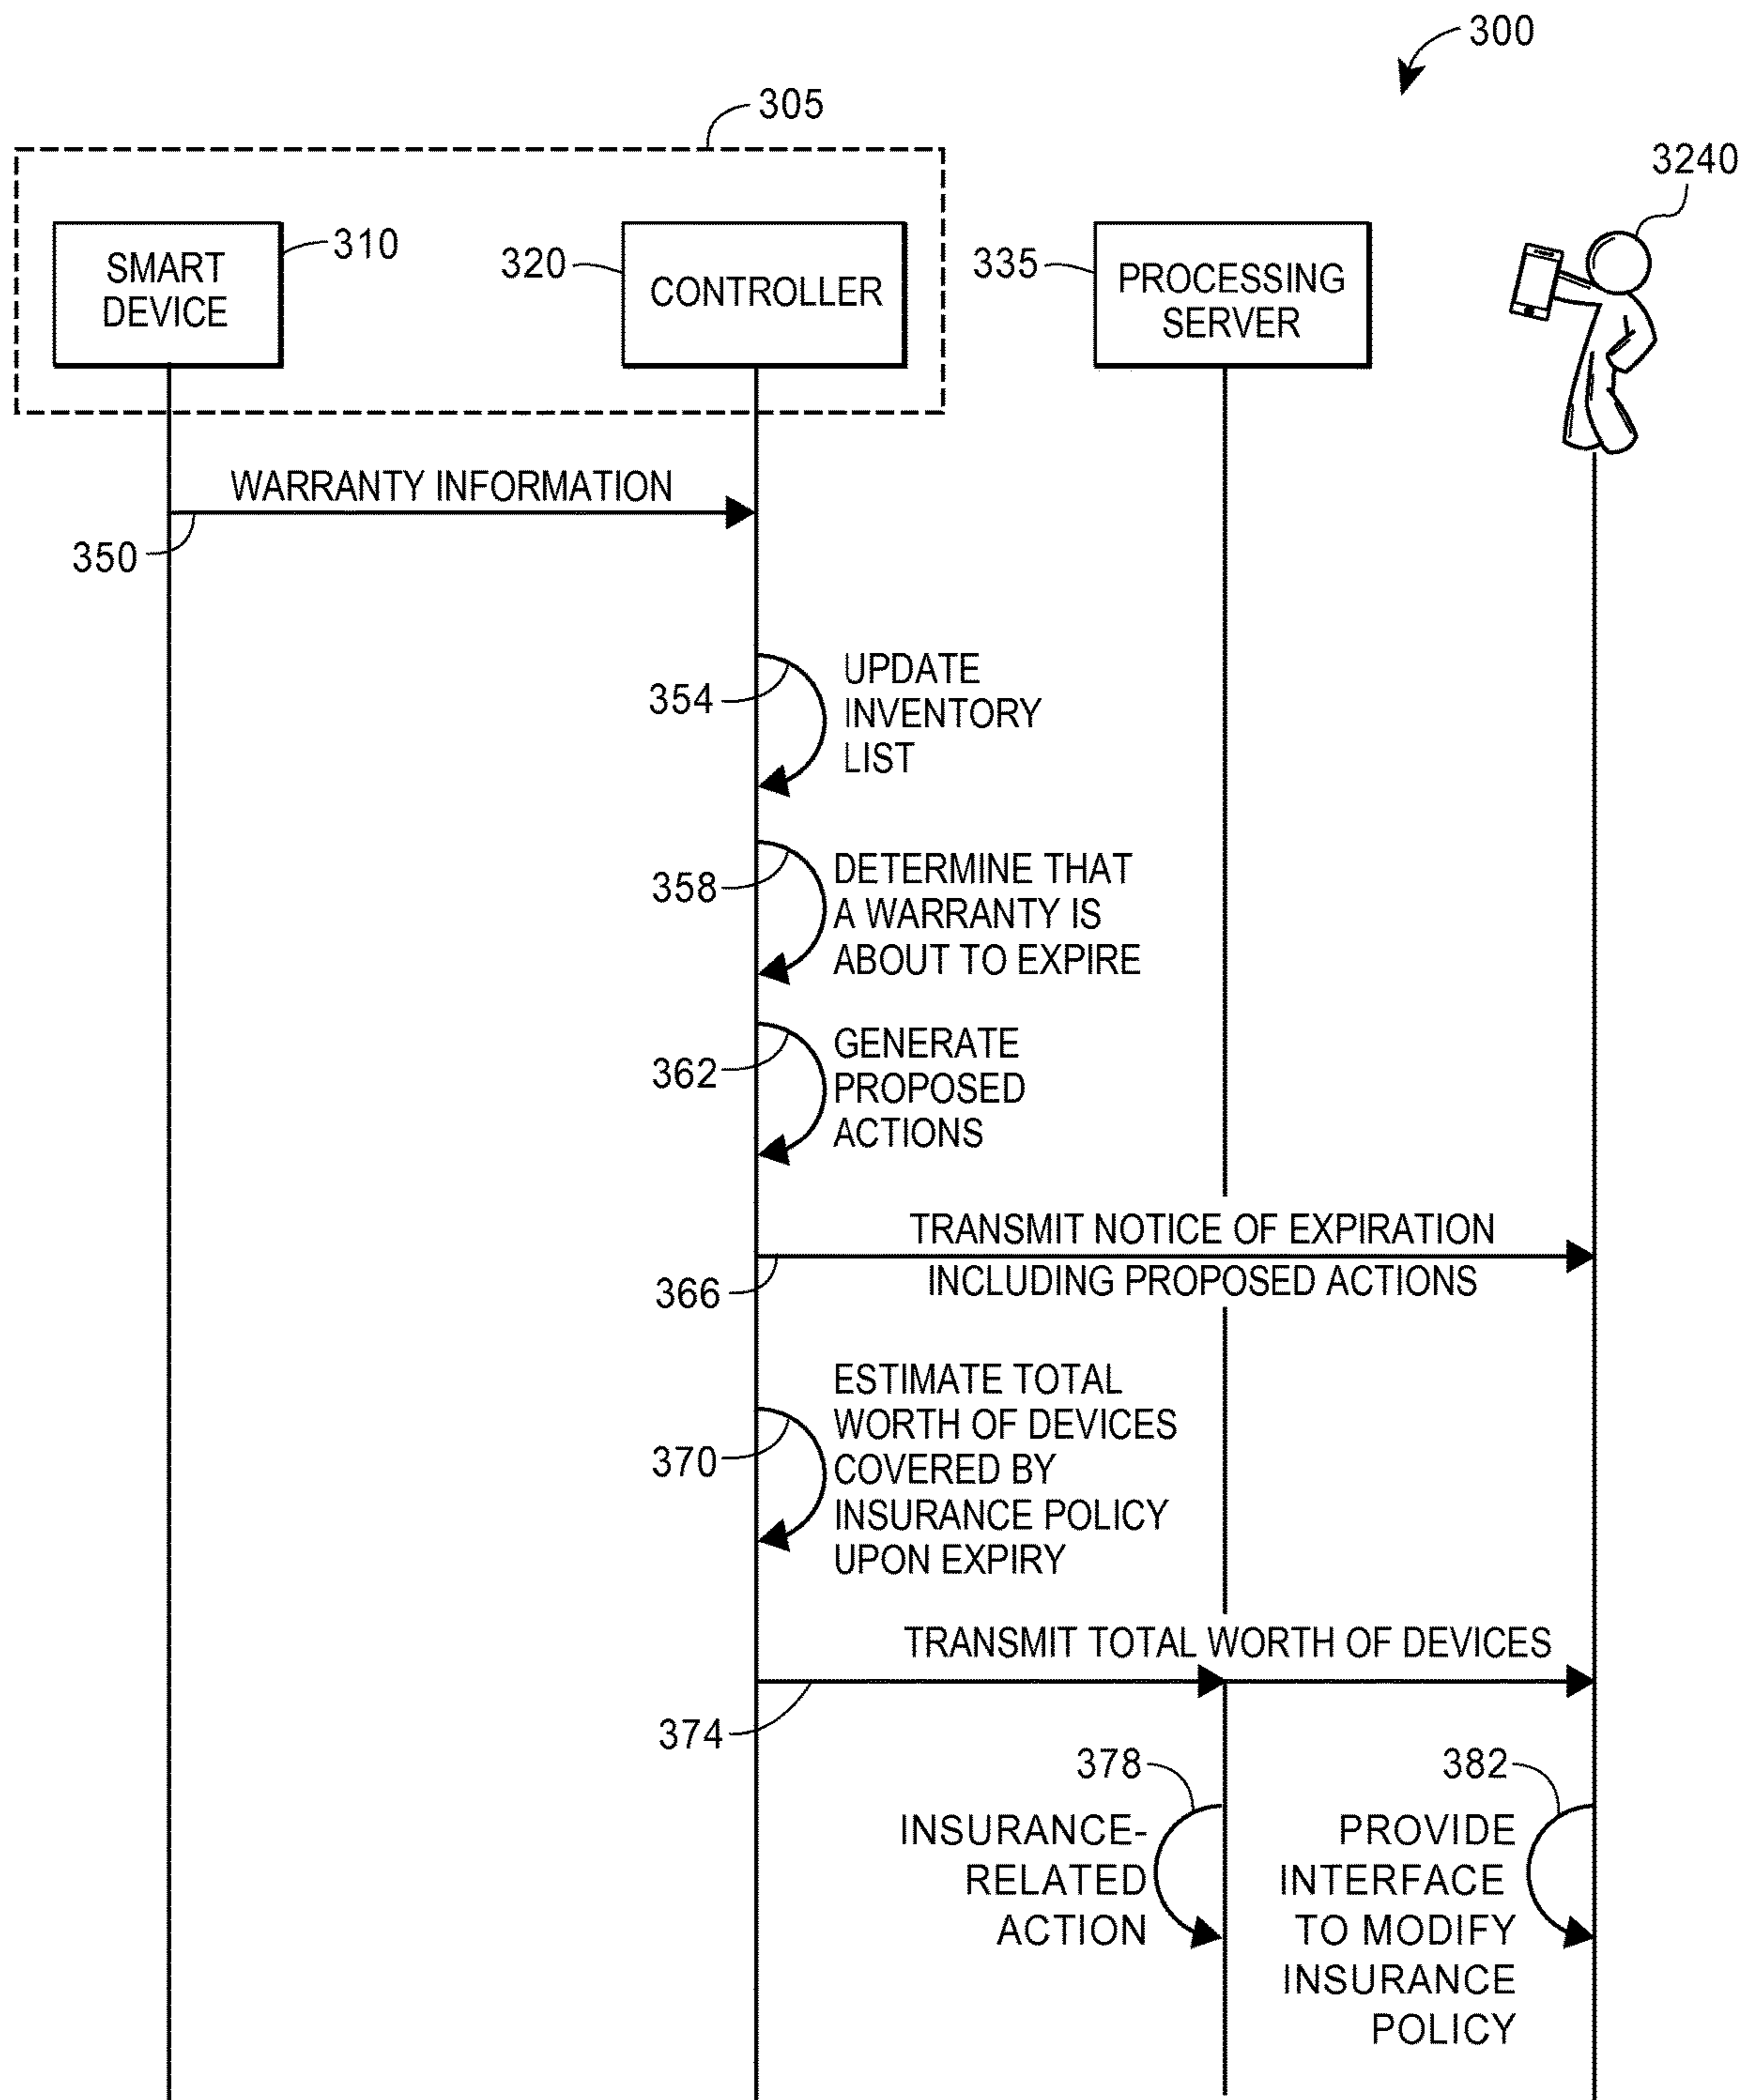 300
305
3240
SMART
DEVICE
310
320
CONTROLLER
335
PROCESSING
SERVER
WARRANTY INFORMATION
350
354
UPDATE
INVENTORY
LIST
358
DETERMINE THAT
A WARRANTY IS
ABOUT TO EXPIRE
362
GENERATE
PROPOSED
ACTIONS
TRANSMIT NOTICE OF EXPIRATION
INCLUDING PROPOSED ACTIONS
366
370
ESTIMATE TOTAL
WORTH OF DEVICES
COVERED BY
INSURANCE POLICY
UPON EXPIRY
TRANSMIT TOTAL WORTH OF DEVICES
374
378
INSURANCE-
RELATED
ACTION
382
PROVIDE
INTERFACE
TO MODIFY
INSURANCE
POLICY